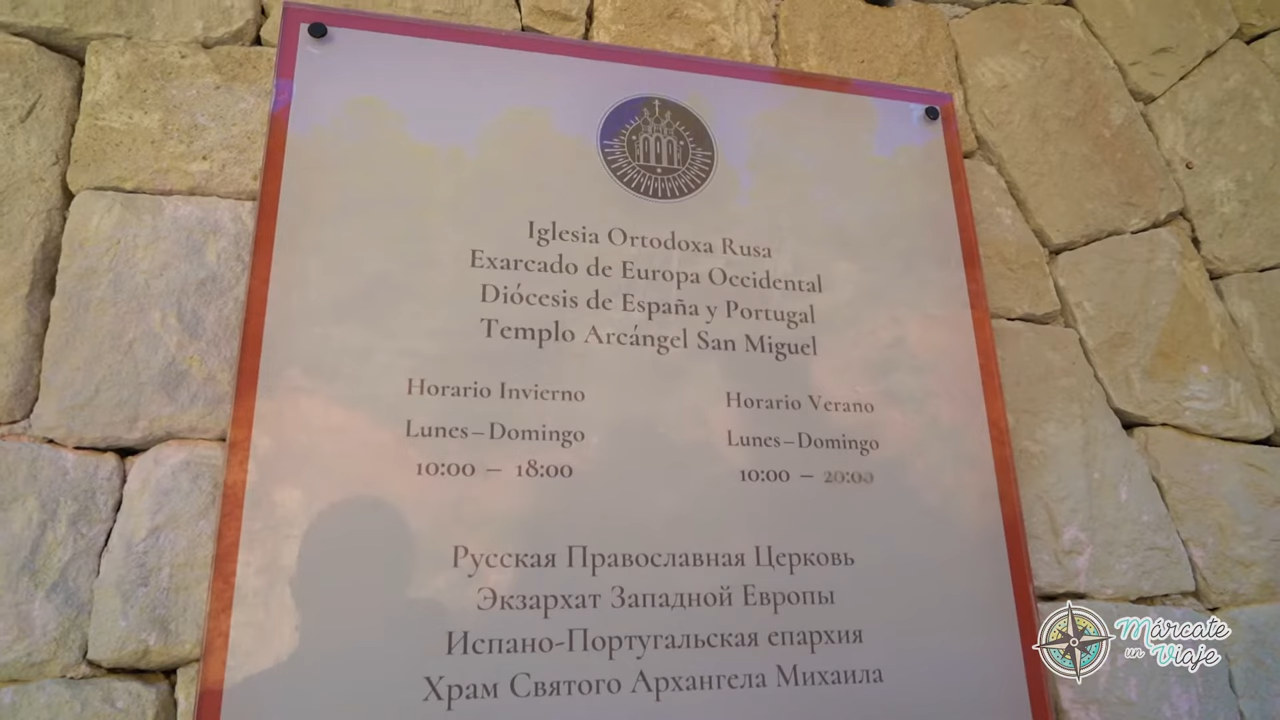 Iglesia Ortodoxa Rusa
Exarcado de Europa Occidental
Diócesis de España y Portugal
Templo Arcángel San Miguel
Horario Invierno
Lunes–Domingo
10:00 – 18:00
Horario Verano
Lunes–Domingo
10:00 – 20:00
Русская Православная Церковь
Экзархат Западной Европы
Испано-Португальская епархия
Храм Святого Архангела Михаила
Márcate
un Viaje